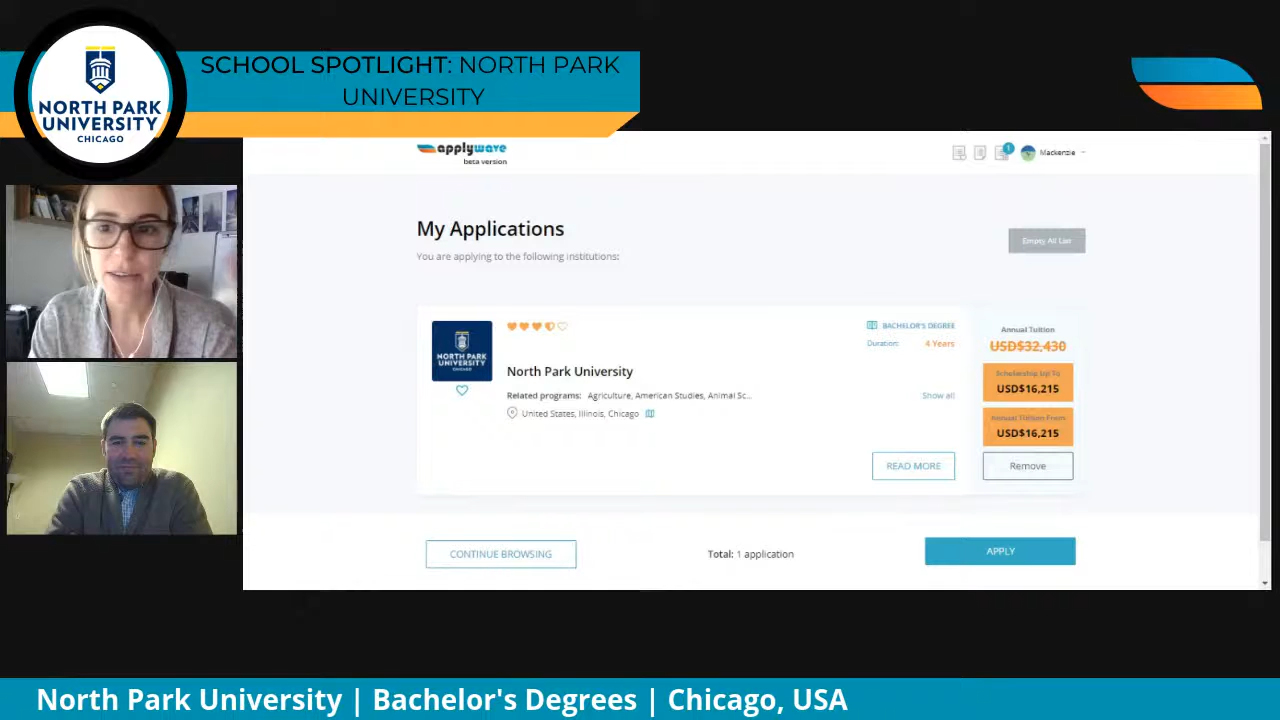 SCHOOL SPOTLIGHT: NORTH PARK
UNIVERSITY
NORTH PARK
UNIVERSITY
CHICAGO
applywave
beta version
1
Mackenzie
My Applications
Empty All List
You are applying to the following institutions:
NORTH PARK
UNIVERSITY
CHICAGO
BACHELOR'S DEGREE
Duration: 4 Years
Annual Tuition
USD$32,430
North Park University
Scholarship Up To
USD$16,215
Related programs: Agriculture, American Studies, Animal Sc...
Show all
United States, Illinois, Chicago
Annual Tuition From
USD$16,215
READ MORE
Remove
CONTINUE BROWSING
Total: 1 application
APPLY
North Park University | Bachelor's Degrees | Chicago, USA